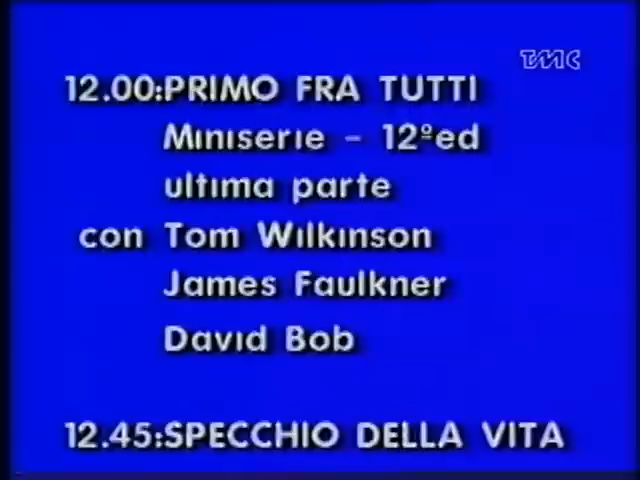 TMC
12.00:PRIMO FRA TUTTI
Miniserie - 12ºed
ultima parte
con Tom Wilkinson
James Faulkner
David Bob
12.45:SPECCHIO DELLA VITA